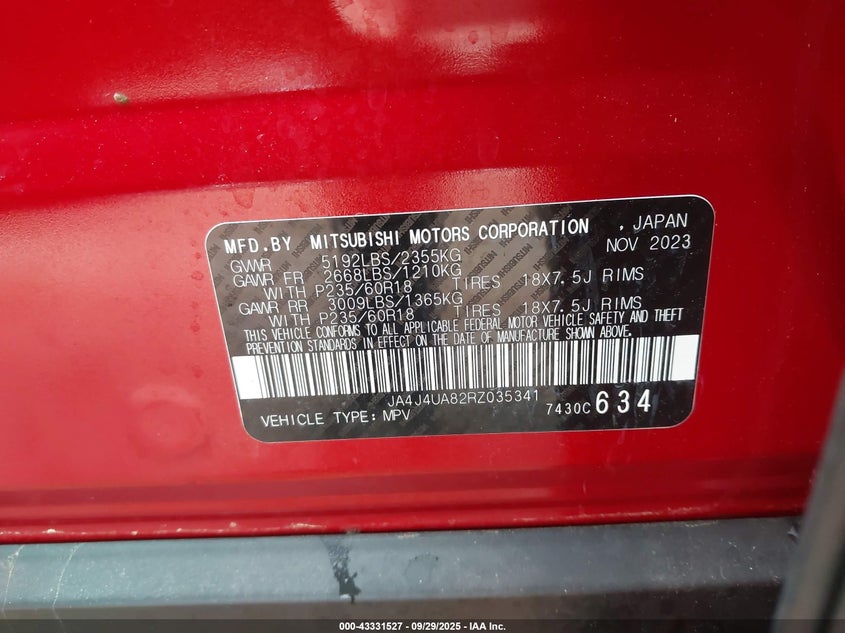 MFD.BY MITSUBISHI MOTORS CORPORATION , JAPAN
GVWR 5192LBS/2355KG NOV 2023
GAWR FR 2668LBS/1210KG
WITH P235/60R18 TIRES 18X7.5J RIMS
GAWR RR 3009LBS/1365KG
WITH P235/60R18 TIRES 18X7.5J RIMS
THIS VEHICLE CONFORMS TO ALL APPLICABLE FEDERAL MOTOR VEHICLE SAFETY AND THEFT
PREVENTION STANDARDS IN EFFECT ON THE DATE OF MANUFACTURE SHOWN ABOVE.
JA4J4UA82RZ035341
VEHICLE TYPE: MPV 7430C 634
000-43331527 - 09/29/2025 - IAA Inc.